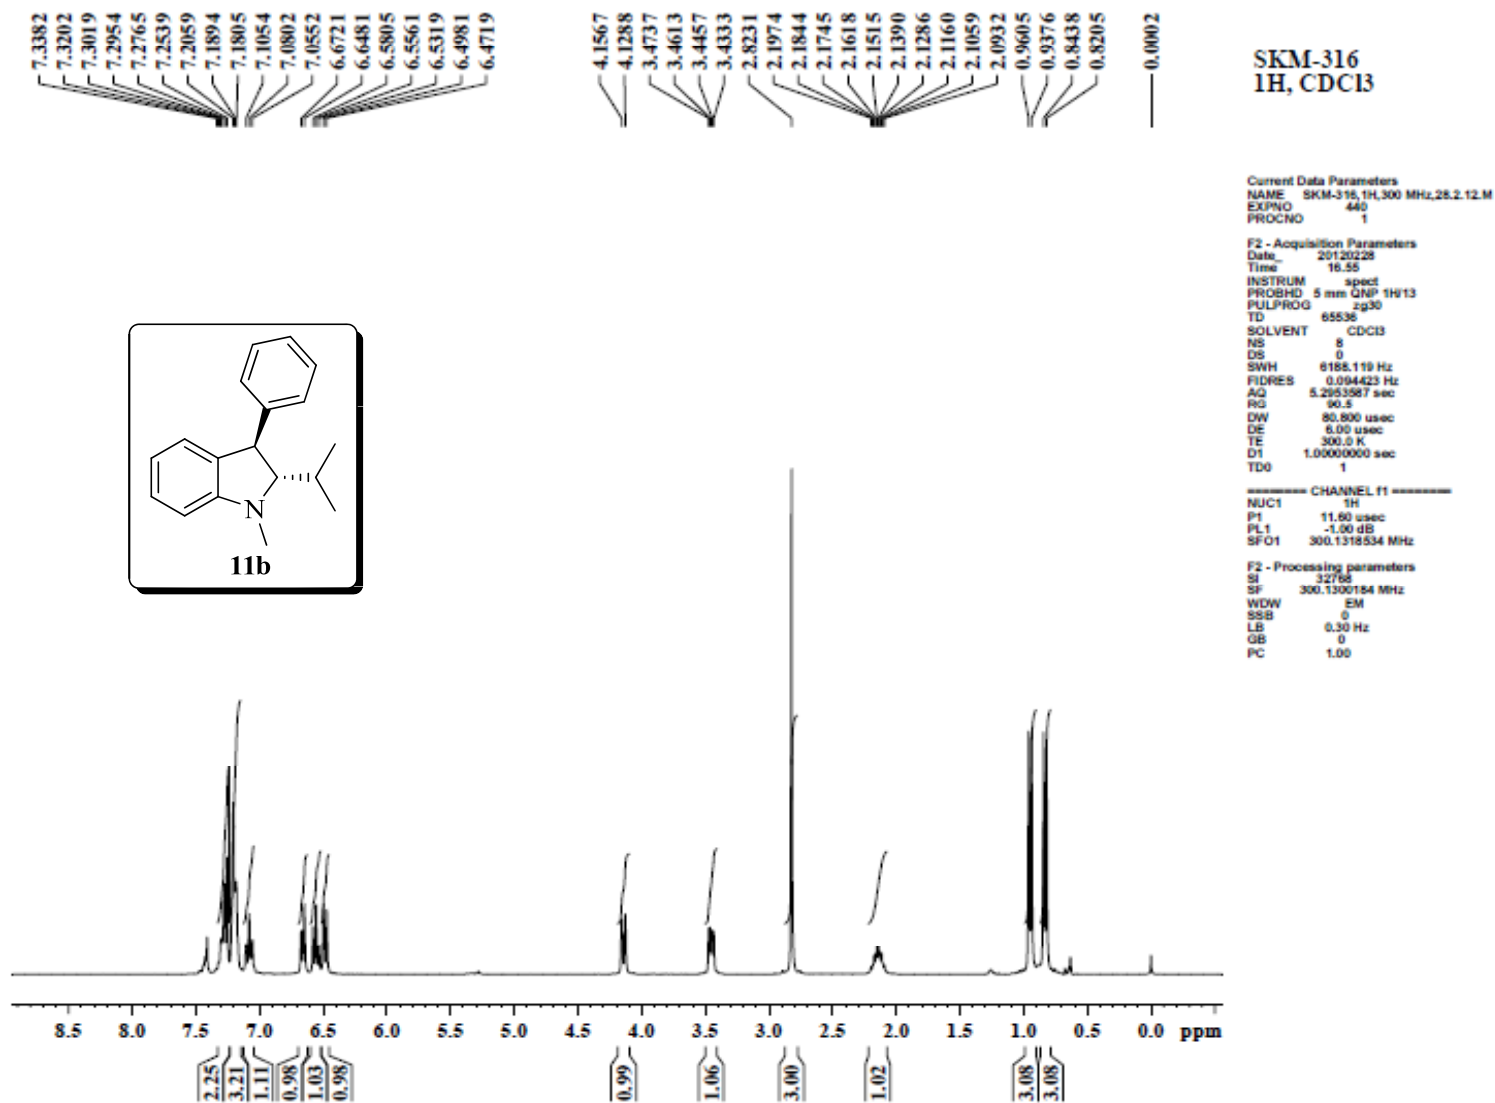 7.3382
7.3202
7.3019
7.2954
7.2765
7.2539
7.2059
7.1894
7.1805
7.1054
7.0802
7.0552
6.6721
6.6481
6.5805
6.5561
6.5319
6.4981
6.4719
4.1567
4.1288
3.4737
3.4613
3.4457
3.4333
2.8231
2.1974
2.1844
2.1745
2.1618
2.1515
2.1390
2.1286
2.1160
2.1059
2.0932
0.9605
0.9376
0.8438
0.8205
0.0002
SKM-316
1H, CDCl3
Current Data Parameters
NAME SKM-316,1H,300 MHz,28.2.12.M
EXPNO 440
PROCNO 1
F2 - Acquisition Parameters
Date_ 20120228
Time 16.55
INSTRUM spect
PROBHD 5 mm QNP 1H/13
PULPROG zg30
TD 65536
SOLVENT CDCl3
NS 8
DS 0
SWH 6188.119 Hz
FIDRES 0.094423 Hz
AQ 5.2953587 sec
RG 90.5
DW 80.800 usec
DE 6.00 usec
TE 300.0 K
D1 1.00000000 sec
TD0 1
======== CHANNEL f1 ========
NUC1 1H
P1 11.60 usec
PL1 -1.00 dB
SFO1 300.1318534 MHz
F2 - Processing parameters
SI 32768
SF 300.1300184 MHz
WDW EM
SSB 0
LB 0.30 Hz
GB 0
PC 1.00
N
11b
8.5 8.0 7.5 7.0 6.5 6.0 5.5 5.0 4.5 4.0 3.5 3.0 2.5 2.0 1.5 1.0 0.5 0.0 ppm
2.25
3.21
1.11
0.98
1.03
0.98
0.99
1.06
3.00
1.02
3.08
3.08